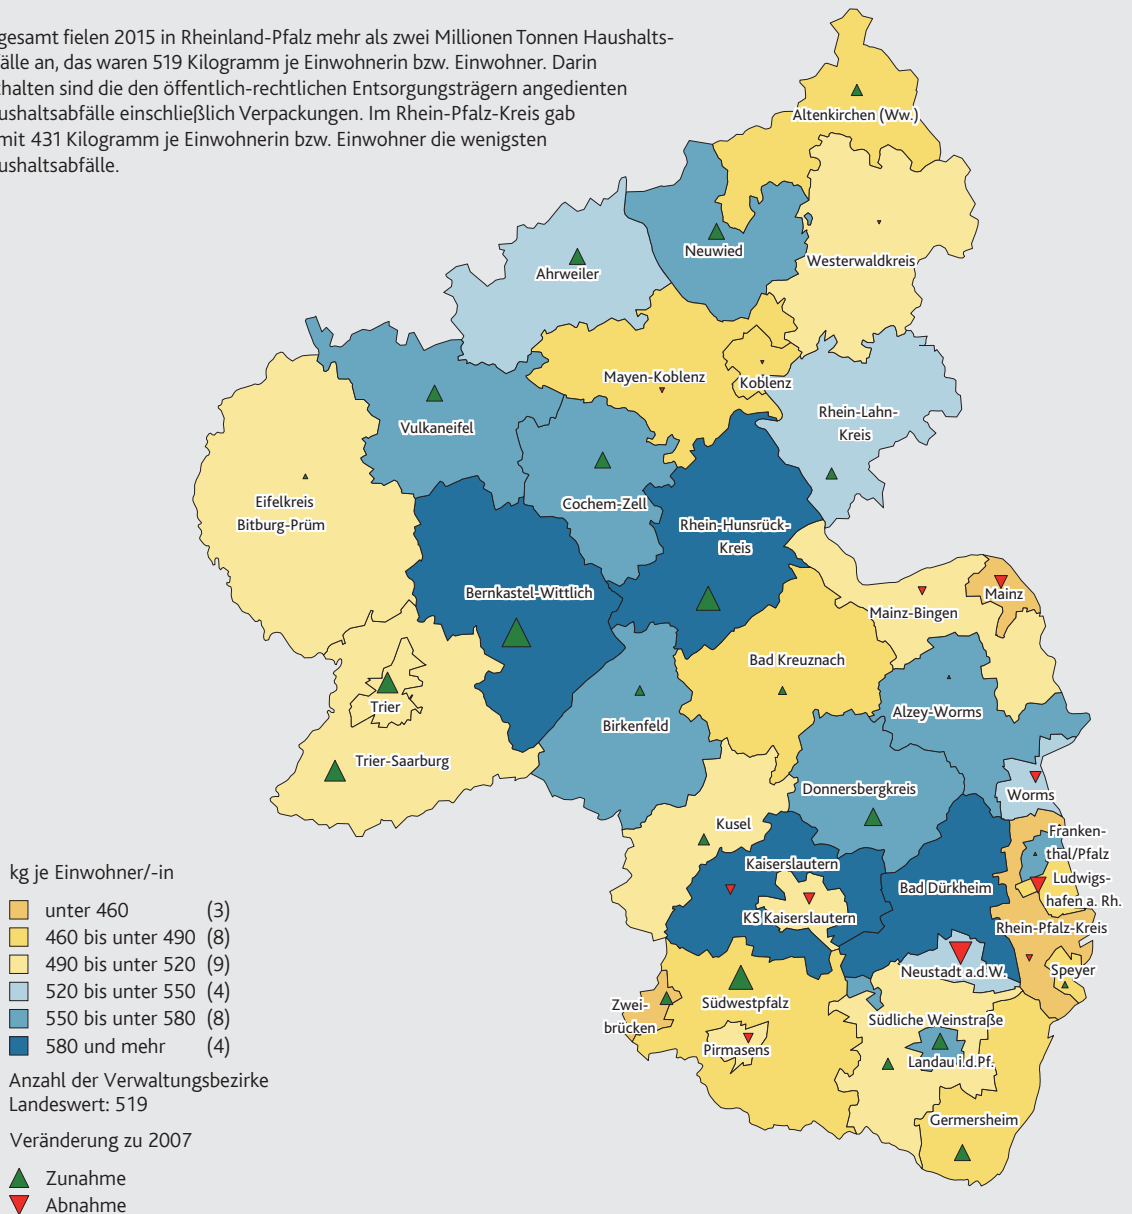 gesamt fielen 2015 in Rheinland-Pfalz mehr als zwei Millionen Tonnen Haushalts-
fälle an, das waren 519 Kilogramm je Einwohnerin bzw. Einwohner. Darin
thalten sind die den öffentlich-rechtlichen Entsorgungsträgern angedienten
ushaltsabfälle einschließlich Verpackungen. Im Rhein-Pfalz-Kreis gab
mit 431 Kilogramm je Einwohnerin bzw. Einwohner die wenigsten
ushaltsabfälle.
Altenkirchen (Ww.)
Neuwied
Westerwaldkreis
Ahrweiler
Mayen-Koblenz
Koblenz
Rhein-Lahn-
Kreis
Vulkaneifel
Eifelkreis
Bitburg-Prüm
Cochem-Zell
Rhein-Hunsrück-
Kreis
Bernkastel-Wittlich
Mainz
Mainz-Bingen
Bad Kreuznach
Trier
Birkenfeld
Alzey-Worms
Trier-Saarburg
Donnersbergkreis
Worms
Kusel
Franken-
thal/Pfalz
Kaiserslautern
Bad Dürkheim
Ludwigs-
hafen a. Rh.
KS Kaiserslautern
Rhein-Pfalz-Kreis
Neustadt a.d.W.
Speyer
Zwei-
brücken
Südwestpfalz
Südliche Weinstraße
Pirmasens
Landau i.d.Pf.
Germersheim
kg je Einwohner/-in
unter 460 (3)
460 bis unter 490 (8)
490 bis unter 520 (9)
520 bis unter 550 (4)
550 bis unter 580 (8)
580 und mehr (4)
Anzahl der Verwaltungsbezirke
Landeswert: 519
Veränderung zu 2007
Zunahme
Abnahme